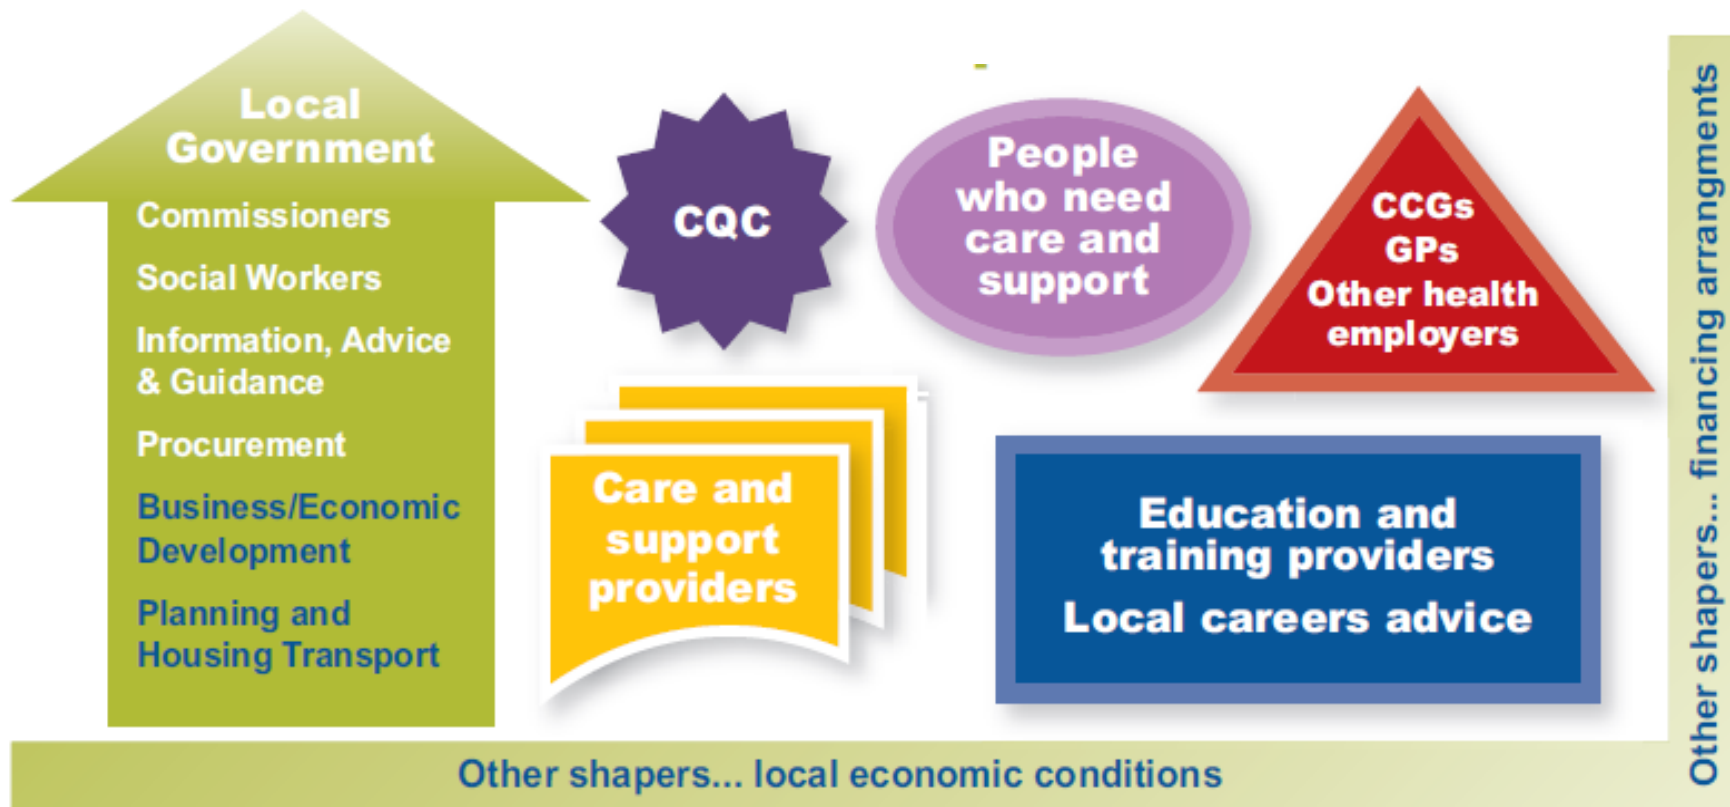 Local
Government
Commissioners
Social Workers
Information, Advice
& Guidance
Procurement
Business/Economic
Development
Planning and
Housing Transport
CQC
People
who need
care and
support
CCGs
GPs
Other health
employers
Care and
support
providers
Education and
training providers
Local careers advice
Other shapers... local economic conditions
Other shapers... financing arrangments